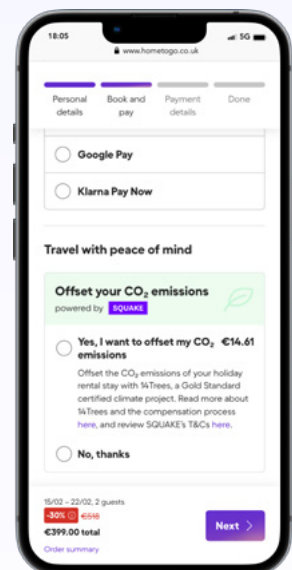 18:05
5G
www.hometogo.co.uk
Personal details
Book and pay
Payment details
Done
Google Pay
Klarna Pay Now
Travel with peace of mind
Offset your CO₂ emissions
powered by SQUAKE
Yes, I want to offset my CO₂ €14.61
emissions
Offset the CO₂ emissions of your holiday
rental stay with 14Trees, a Gold Standard
certified climate project. Read more about
14Trees and the compensation process
here, and review SQUAKE's T&Cs here.
No, thanks
15/02 – 22/02, 2 guests
-30% €518
€399.00 total
Next
Order summary